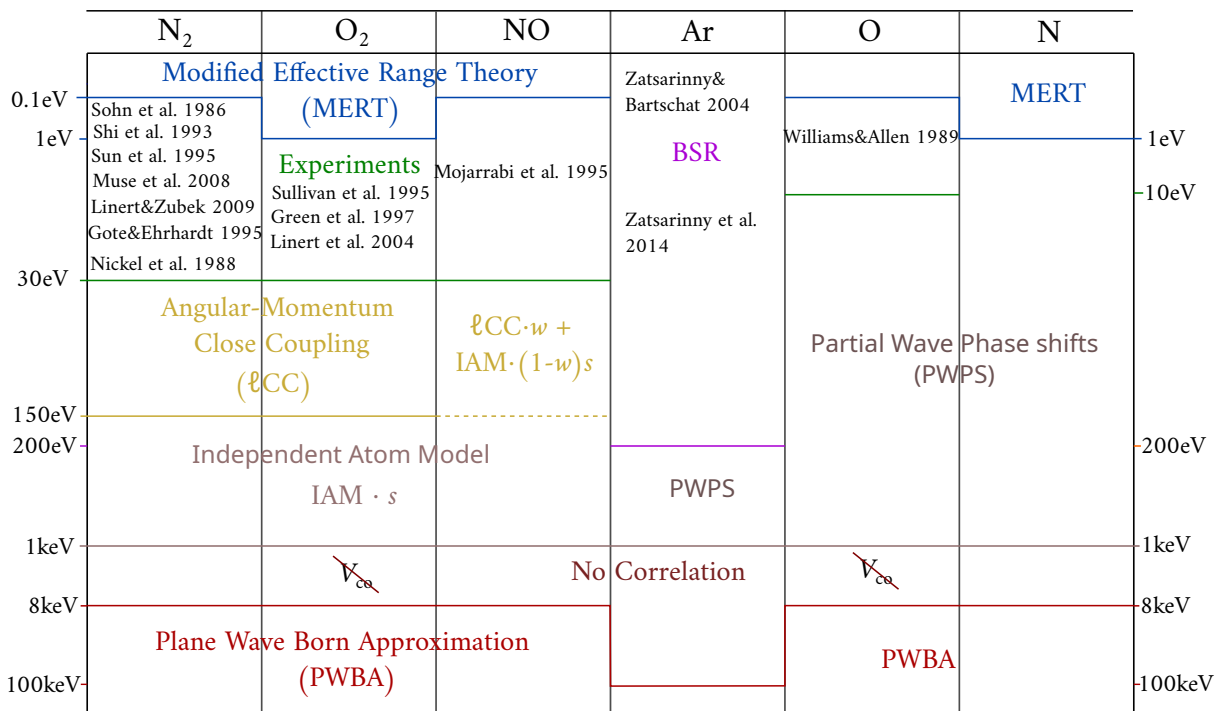 N₂ O₂ NO Ar O N
Modified Effective Range Theory
(MERT)
Zatsarinny&
Bartschat 2004
MERT
0.1eV
Sohn et al. 1986
Shi et al. 1993
1eV
Williams&Allen 1989
1eV
Sun et al. 1995
Experiments
BSR
Mojarrabi et al. 1995
Muse et al. 2008
Sullivan et al. 1995
10eV
Linert&Zubek 2009
Green et al. 1997
Zatsarinny et al.
2014
Gote&Ehrhardt 1995
Linert et al. 2004
Nickel et al. 1988
30eV
Angular-Momentum
Close Coupling
(ℓCC)
ℓCC·w +
IAM·(1-w)s
Partial Wave Phase shifts
(PWPS)
150eV
200eV
200eV
Independent Atom Model
IAM · s
PWPS
1keV
1keV
V_co
No Correlation
V_co
8keV
8keV
Plane Wave Born Approximation
(PWBA)
PWBA
100keV
100keV